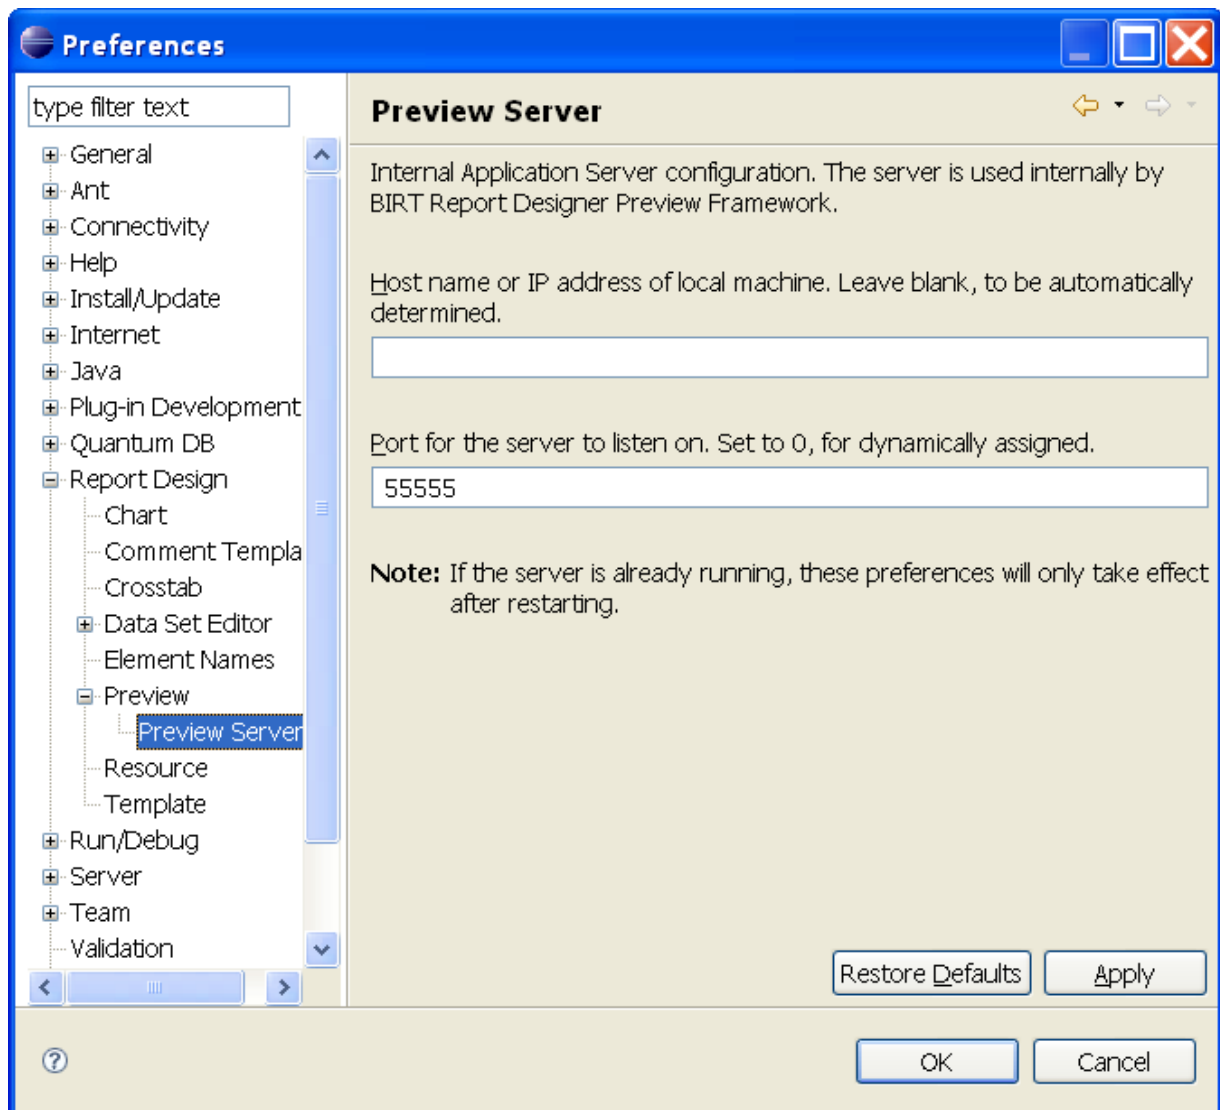 Preferences
type filter text
General
Ant
Connectivity
Help
Install/Update
Internet
Java
Plug-in Development
Quantum DB
Report Design
Chart
Comment Templa
Crosstab
Data Set Editor
Element Names
Preview
Preview Server
Resource
Template
Run/Debug
Server
Team
Validation
Preview Server
Internal Application Server configuration. The server is used internally by
BIRT Report Designer Preview Framework.
Host name or IP address of local machine. Leave blank, to be automatically
determined.
Port for the server to listen on. Set to 0, for dynamically assigned.
55555
Note: If the server is already running, these preferences will only take effect
after restarting.
Restore Defaults Apply
? OK Cancel